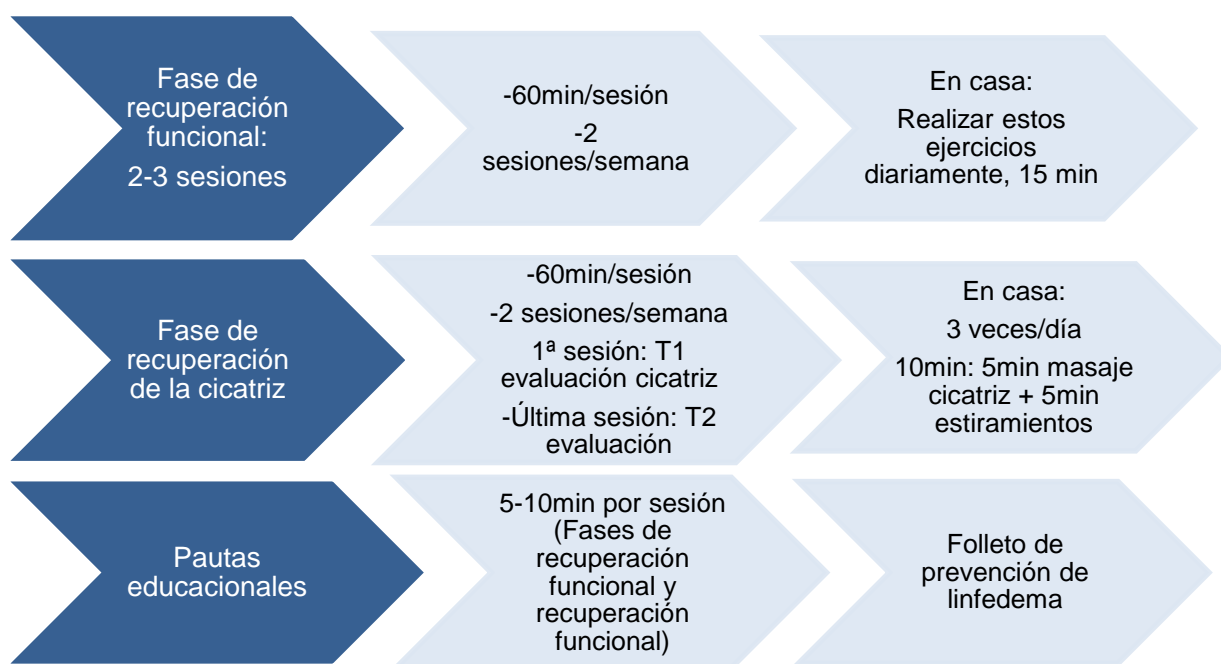 Fase de
recuperación
funcional:
2-3 sesiones
-60min/sesión
-2
sesiones/semana
En casa:
Realizar estos
ejercicios
diariamente, 15 min
Fase de
recuperación
de la cicatriz
-60min/sesión
-2 sesiones/semana
1ª sesión: T1
evaluación cicatriz
-Última sesión: T2
evaluación
En casa:
3 veces/día
10min: 5min masaje
cicatriz + 5min
estiramientos
Pautas
educacionales
5-10min por sesión
(Fases de
recuperación
funcional y
recuperación
funcional)
Folleto de
prevención de
linfedema